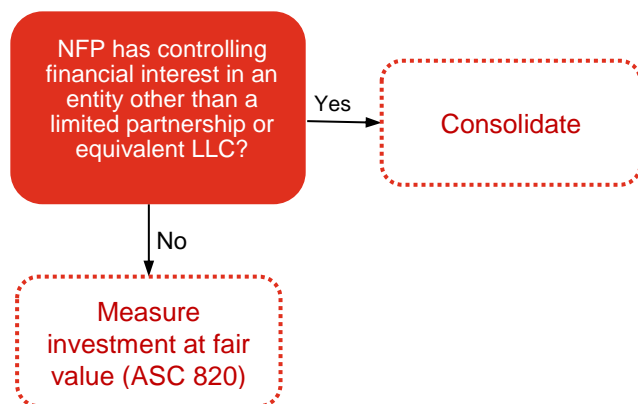 NFP has controlling
financial interest in an
entity other than a
limited partnership or
equivalent LLC?
Yes
Consolidate
No
Measure
investment at fair
value (ASC 820)